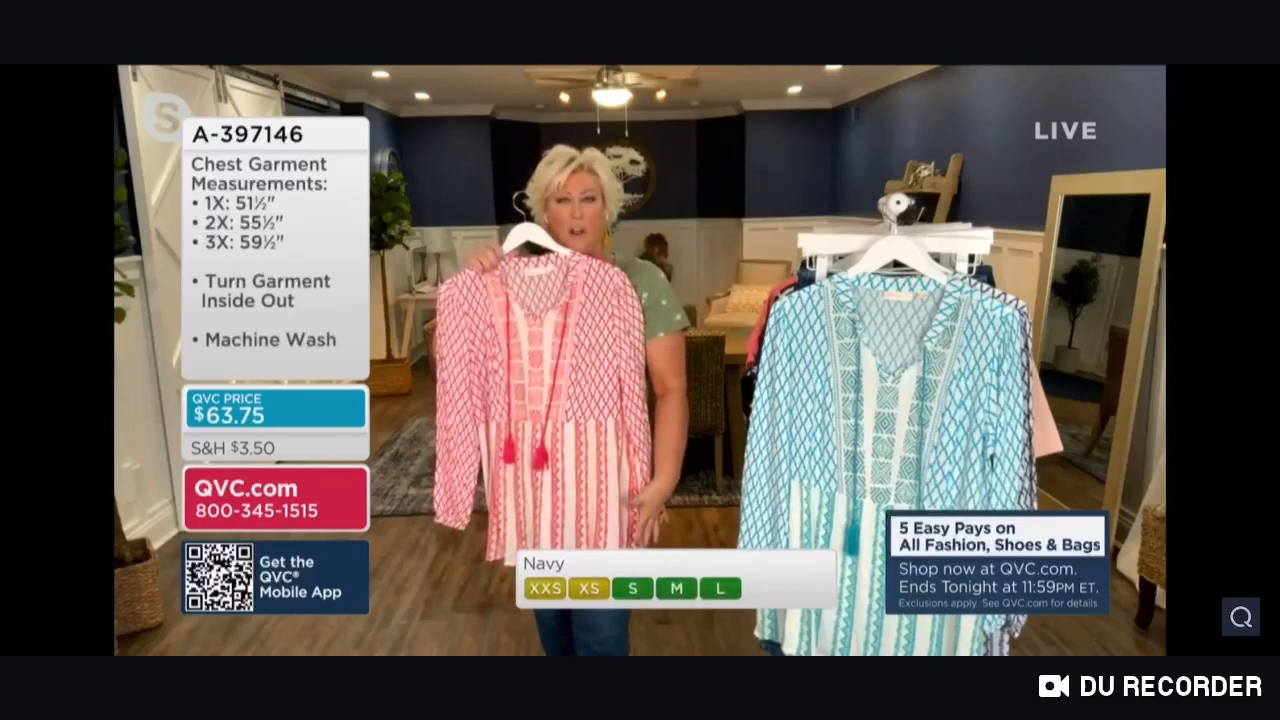 S
A-397146
Chest Garment
Measurements:
• 1X: 51½"
• 2X: 55½"
• 3X: 59½"
• Turn Garment
Inside Out
• Machine Wash
QVC PRICE
$63.75
S&H $3.50
QVC.com
800-345-1515
Get the
QVC®
Mobile App
LIVE
Navy
XXS XS S M L
5 Easy Pays on
All Fashion, Shoes & Bags
Shop now at QVC.com.
Ends Tonight at 11:59PM ET.
Exclusions apply. See QVC.com for details.
Q
DU RECORDER